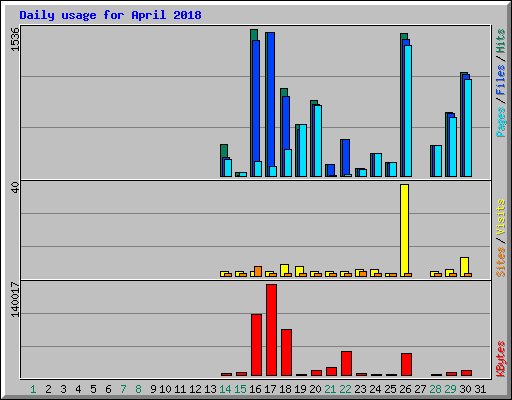 Daily usage for April 2018
1536
Pages / Files / Hits
40
Sites / Visits
140017
KBytes
1 2 3 4 5 6 7 8 9 10 11 12 13 14 15 16 17 18 19 20 21 22 23 24 25 26 27 28 29 30 31